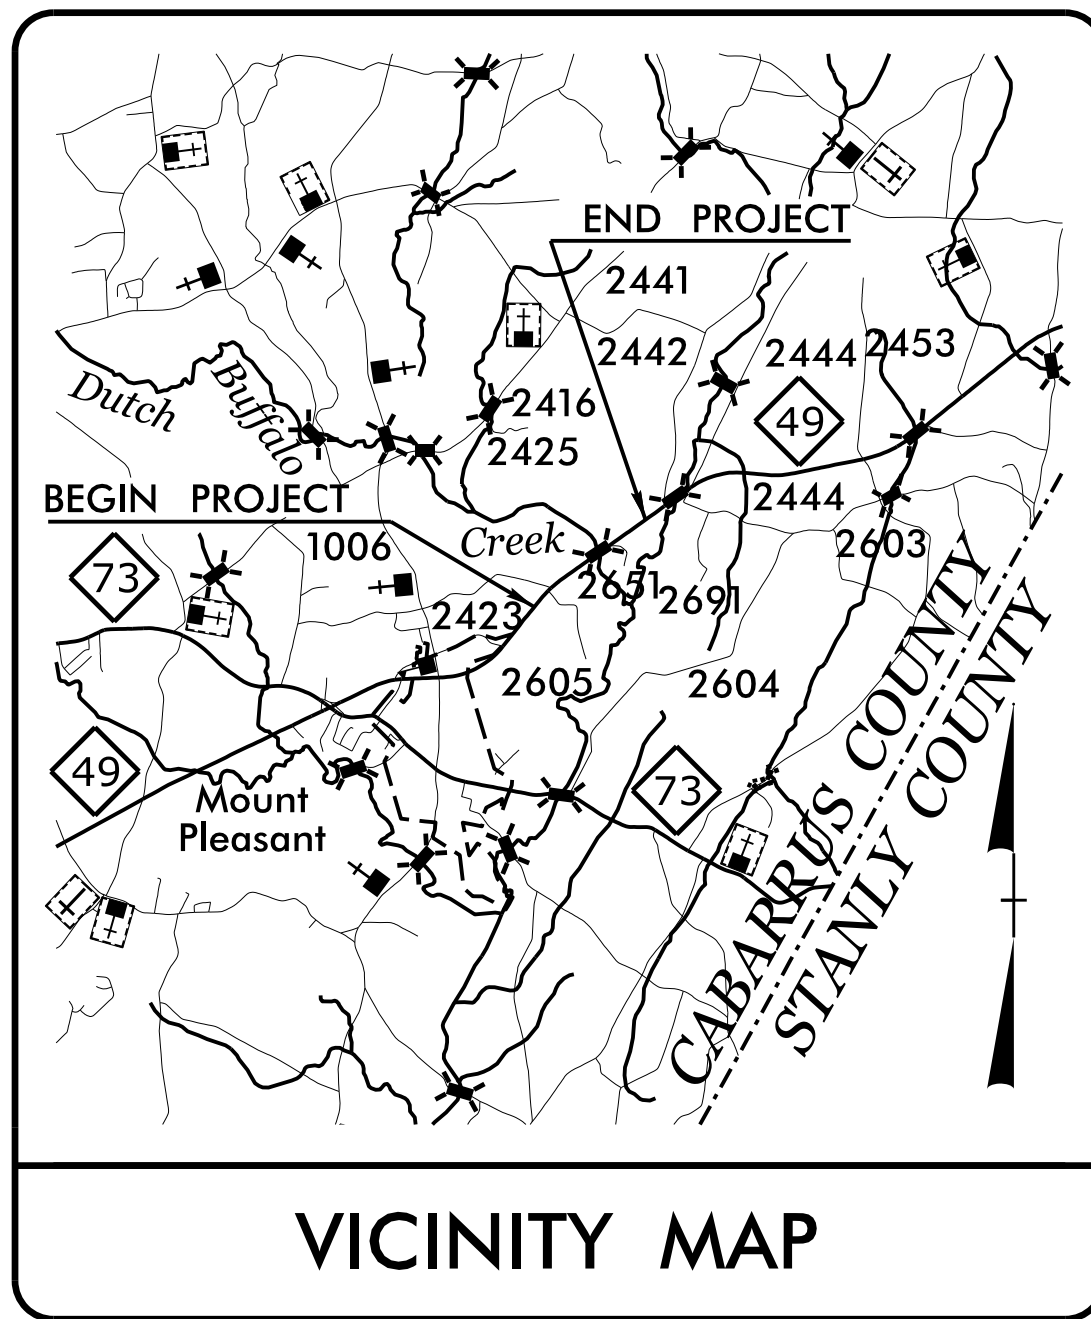 END PROJECT
2441
2442
2444
2453
Dutch
Buffalo
2416
49
2425
BEGIN PROJECT
2444
1006
Creek
2603
73
2651
2691
2423
2605
2604
CABARRUS COUNTY
STANLY COUNTY
49
73
Mount
Pleasant
VICINITY MAP